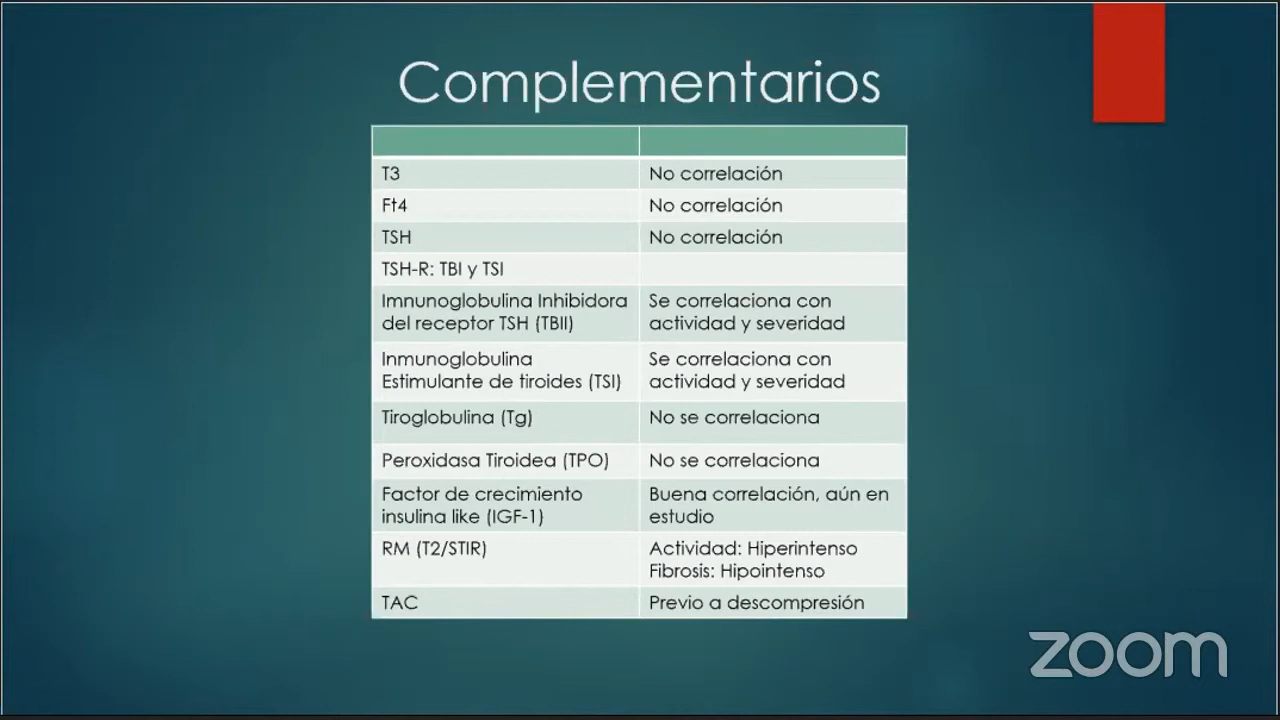 Complementarios
T3 No correlación
Ft4 No correlación
TSH No correlación
TSH-R: TBI y TSI
Imnunoglobulina Inhibidora Se correlaciona con
del receptor TSH (TBII) actividad y severidad
Inmunoglobulina Se correlaciona con
Estimulante de tiroides (TSI) actividad y severidad
Tiroglobulina (Tg) No se correlaciona
Peroxidasa Tiroidea (TPO) No se correlaciona
Factor de crecimiento Buena correlación, aún en
insulina like (IGF-1) estudio
RM (T2/STIR) Actividad: Hiperintenso
Fibrosis: Hipointenso
TAC Previo a descompresión
zoom